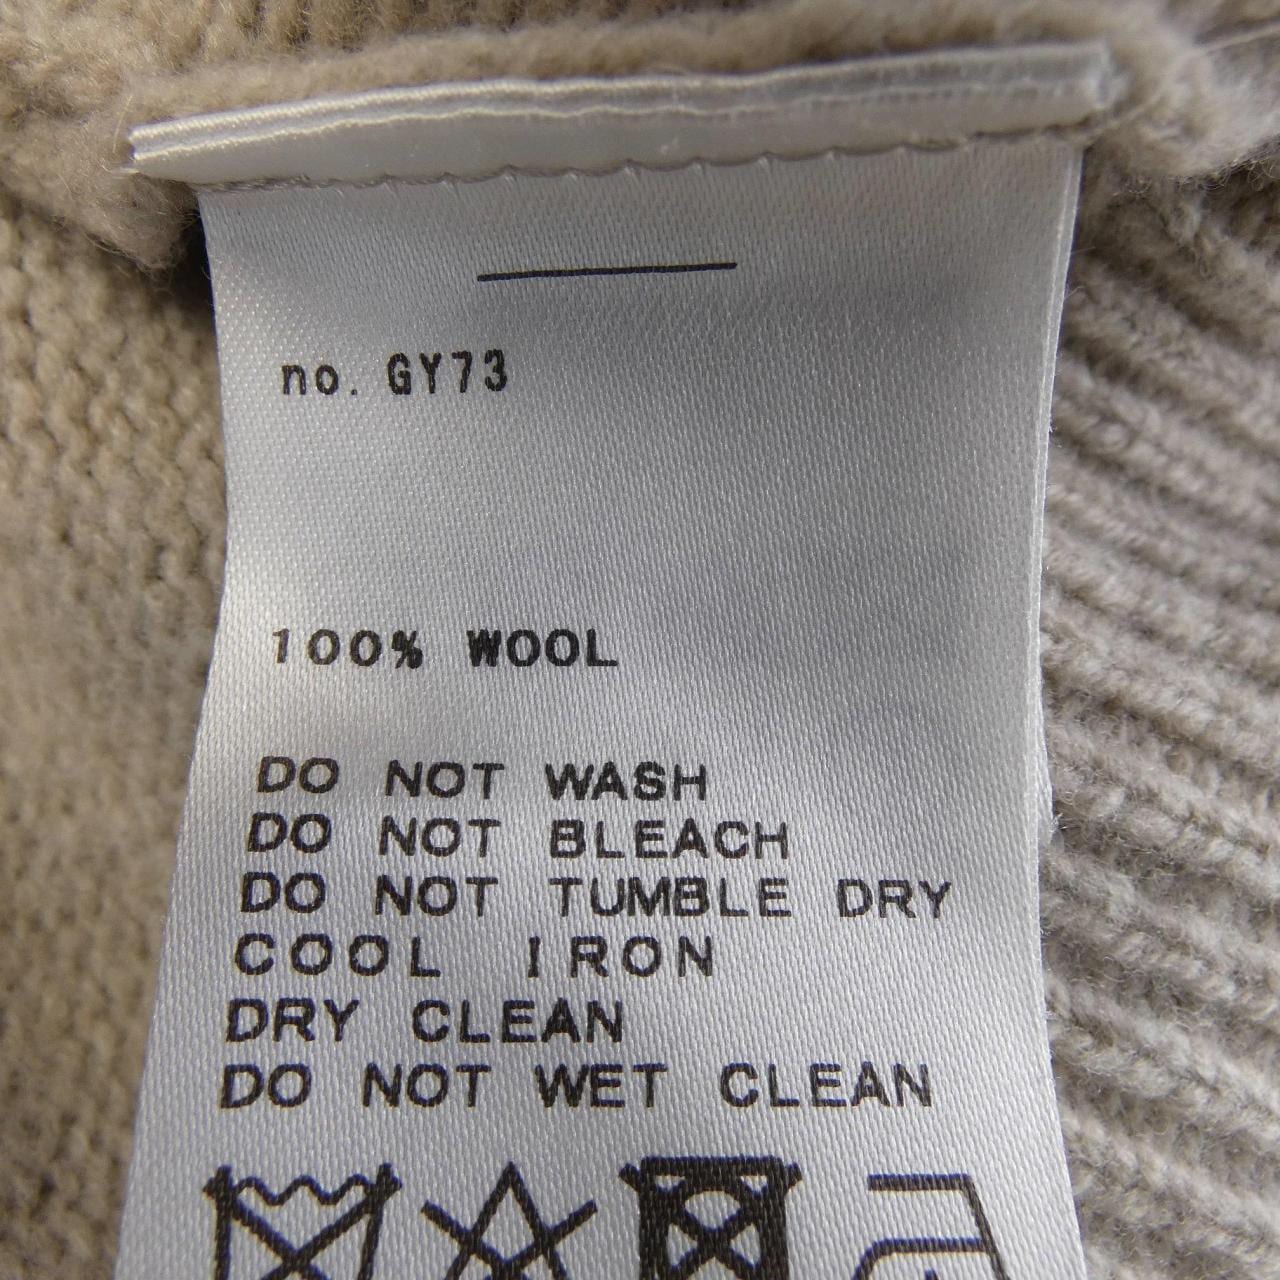 no. GY73
100% WOOL
DO NOT WASH
DO NOT BLEACH
DO NOT TUMBLE DRY
COOL IRON
DRY CLEAN
DO NOT WET CLEAN